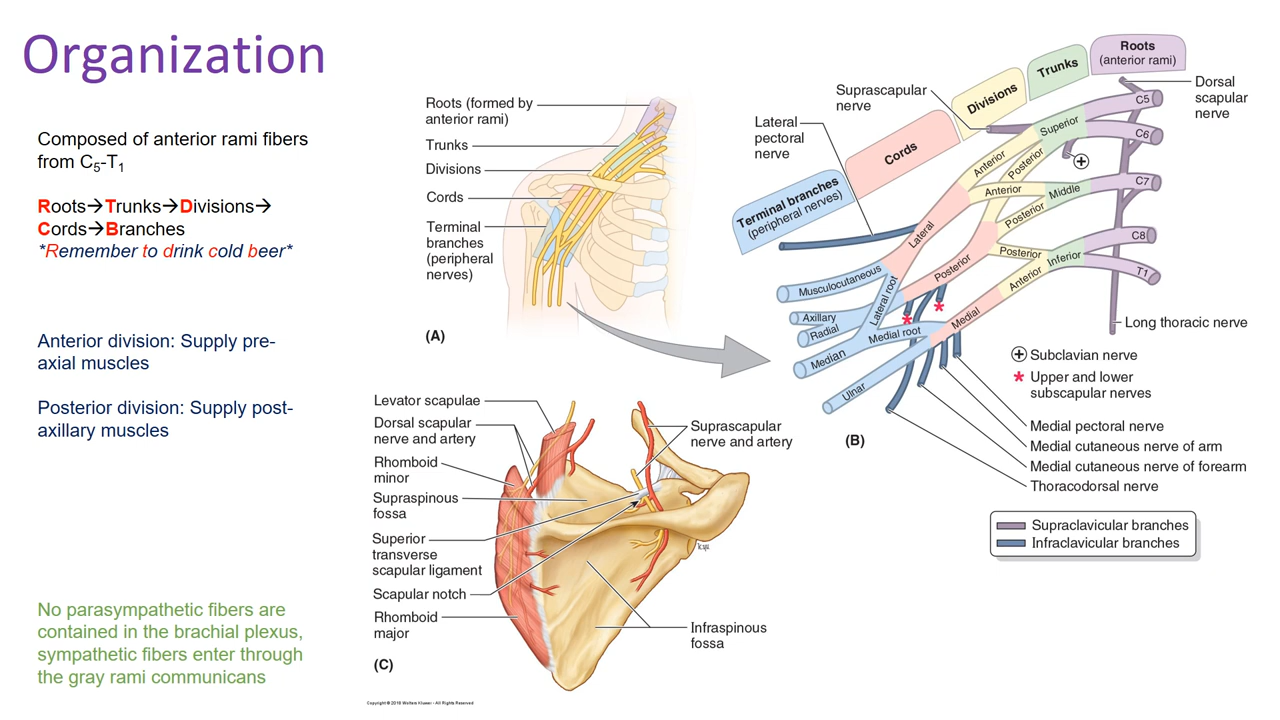 Organization
Composed of anterior rami fibers
from C5-T1
Roots→Trunks→Divisions→
Cords→Branches
*Remember to drink cold beer*
Anterior division: Supply pre-
axial muscles
Posterior division: Supply post-
axillary muscles
No parasympathetic fibers are
contained in the brachial plexus,
sympathetic fibers enter through
the gray rami communicans
Roots (formed by
anterior rami)
Trunks
Divisions
Cords
Terminal
branches
(peripheral
nerves)
(A)
Roots
(anterior rami)
Trunks
Divisions
Cords
Terminal branches
(peripheral nerves)
Suprascapular
nerve
Lateral
pectoral
nerve
Dorsal
scapular
nerve
C5
C6
C7
C8
T1
Superior
Middle
Inferior
Anterior
Posterior
Anterior
Posterior
Posterior
Anterior
Lateral
Posterior
Medial
Musculocutaneous
Axillary
Radial
Median
Ulnar
Lateral root
Medial root
Long thoracic nerve
+ Subclavian nerve
* Upper and lower
subscapular nerves
Medial pectoral nerve
Medial cutaneous nerve of arm
Medial cutaneous nerve of forearm
Thoracodorsal nerve
(B)
Supraclavicular branches
Infraclavicular branches
Levator scapulae
Dorsal scapular
nerve and artery
Rhomboid
minor
Supraspinous
fossa
Superior
transverse
scapular ligament
Scapular notch
Rhomboid
major
(C)
Suprascapular
nerve and artery
Infraspinous
fossa
Copyright © 2018 Wolters Kluwer - All Rights Reserved